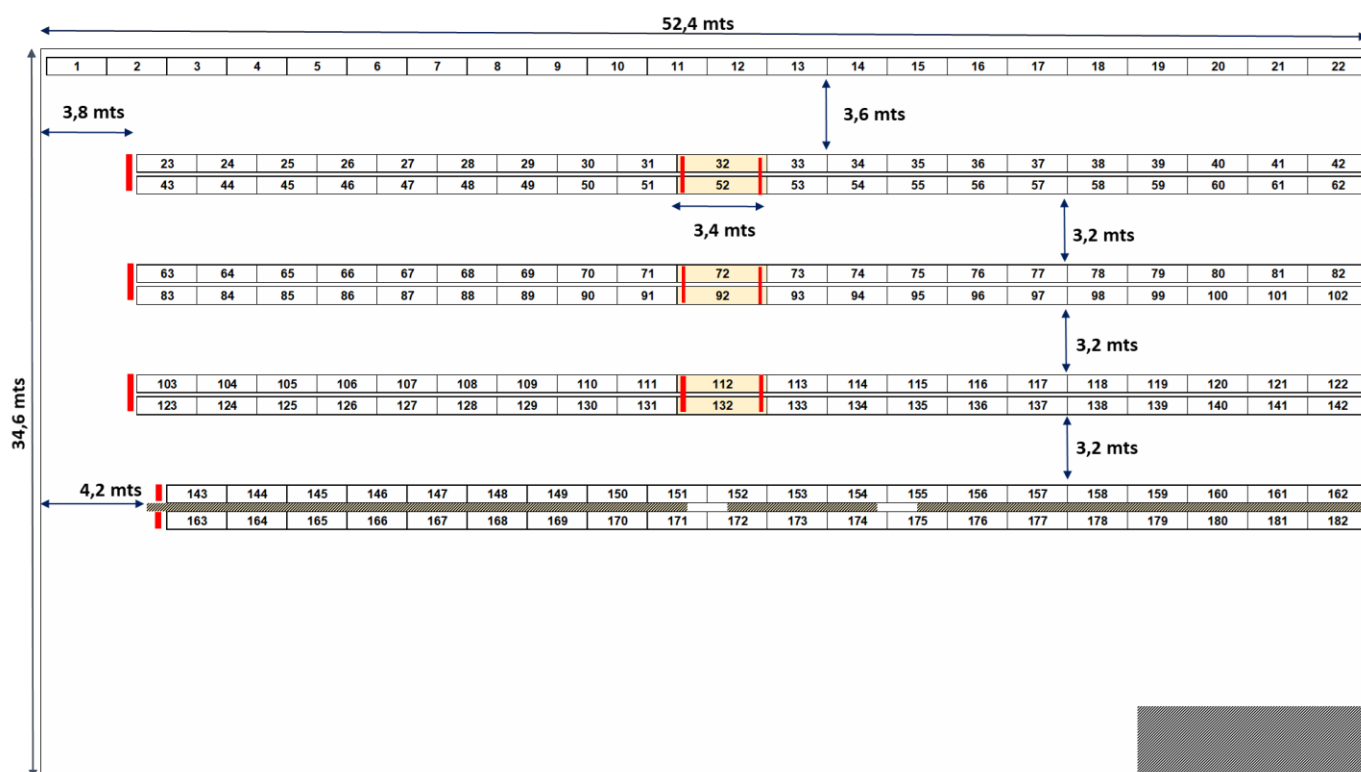 52,4 mts
1 2 3 4 5 6 7 8 9 10 11 12 13 14 15 16 17 18 19 20 21 22
3,8 mts
3,6 mts
23 24 25 26 27 28 29 30 31 32 33 34 35 36 37 38 39 40 41 42
43 44 45 46 47 48 49 50 51 52 53 54 55 56 57 58 59 60 61 62
3,4 mts
3,2 mts
63 64 65 66 67 68 69 70 71 72 73 74 75 76 77 78 79 80 81 82
83 84 85 86 87 88 89 90 91 92 93 94 95 96 97 98 99 100 101 102
3,2 mts
103 104 105 106 107 108 109 110 111 112 113 114 115 116 117 118 119 120 121 122
123 124 125 126 127 128 129 130 131 132 133 134 135 136 137 138 139 140 141 142
34,6 mts
3,2 mts
4,2 mts
143 144 145 146 147 148 149 150 151 152 153 154 155 156 157 158 159 160 161 162
163 164 165 166 167 168 169 170 171 172 173 174 175 176 177 178 179 180 181 182